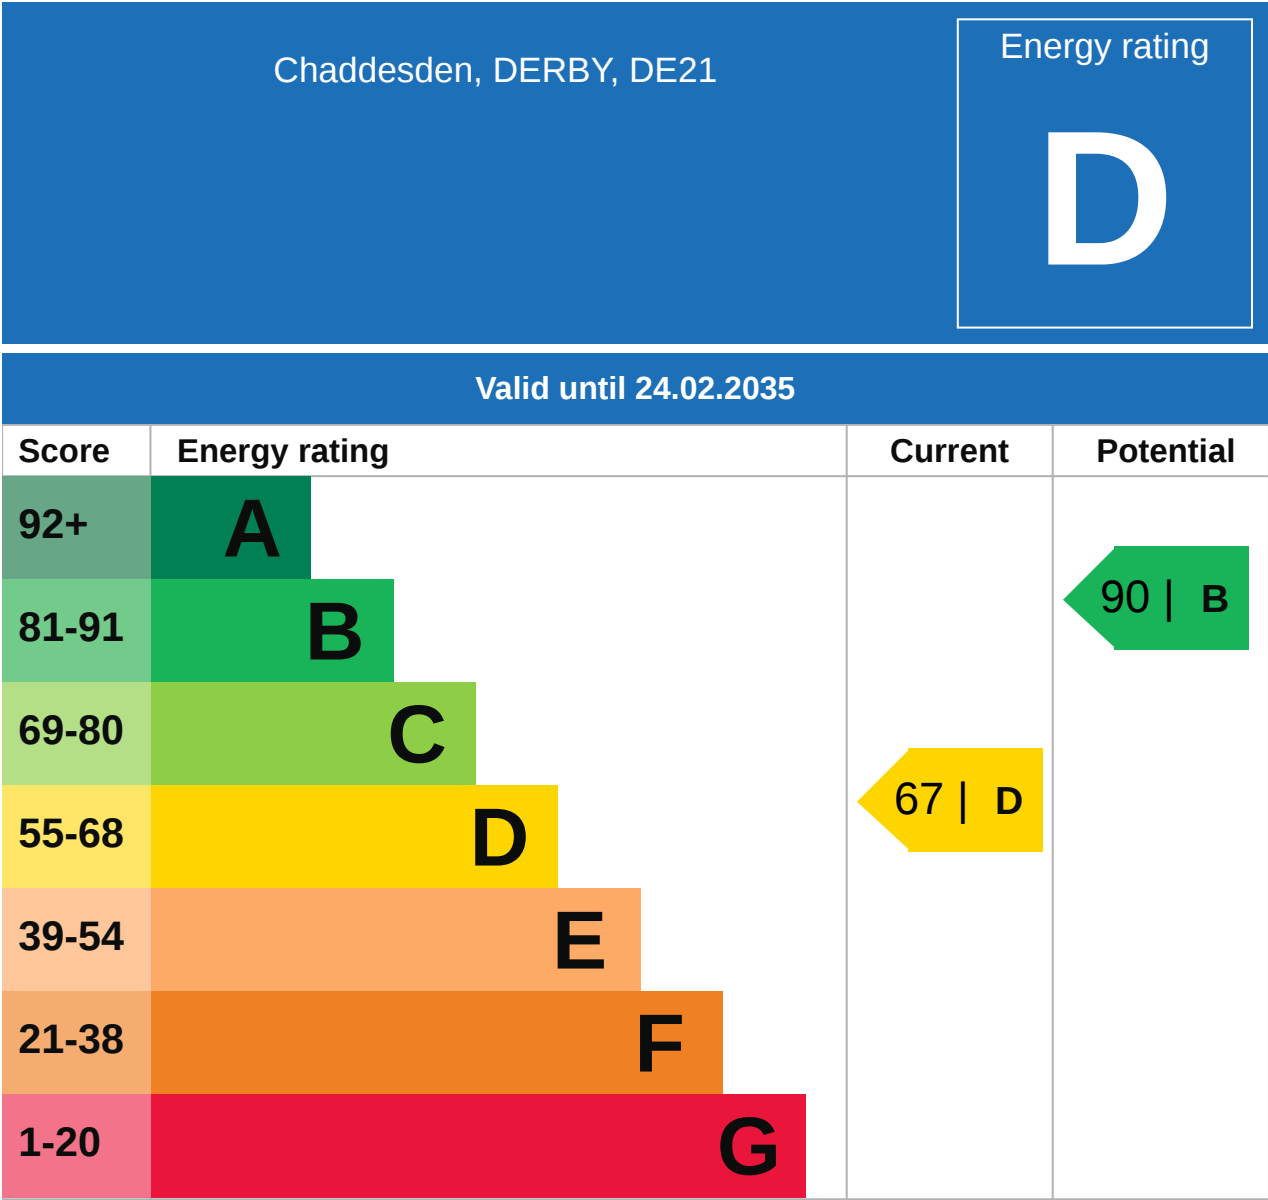 Chaddesden, DERBY, DE21
Energy rating
D
Valid until 24.02.2035
Score Energy rating Current Potential
92+ A
81-91 B
90 | B
69-80 C
55-68 D
67 | D
39-54 E
21-38 F
1-20 G